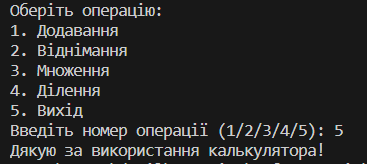 Оберіть операцію:
1. Додавання
2. Віднімання
3. Множення
4. Ділення
5. Вихід
Введіть номер операції (1/2/3/4/5): 5
Дякую за використання калькулятора!